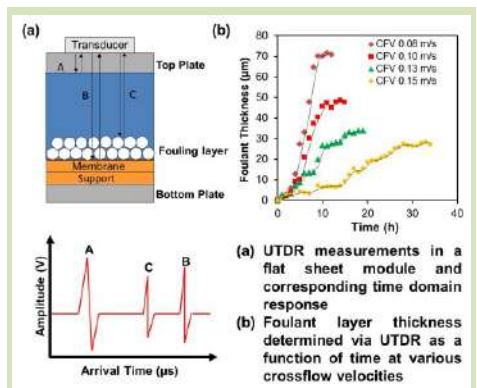 (a)
Transducer
Top Plate
A
B
C
Fouling layer
Membrane
Support
Bottom Plate
Amplitude (V)
A
C
B
Arrival Time (μs)
(b)
Foulant Thickness (μm)
80
70
60
50
40
30
20
10
0
0
10
20
30
40
Time (h)
CFV 0.08 m/s
CFV 0.10 m/s
CFV 0.13 m/s
CFV 0.15 m/s
(a) UTDR measurements in a
flat sheet module and
corresponding time domain
response
(b) Foulant layer thickness
determined via UTDR as a
function of time at various
crossflow velocities